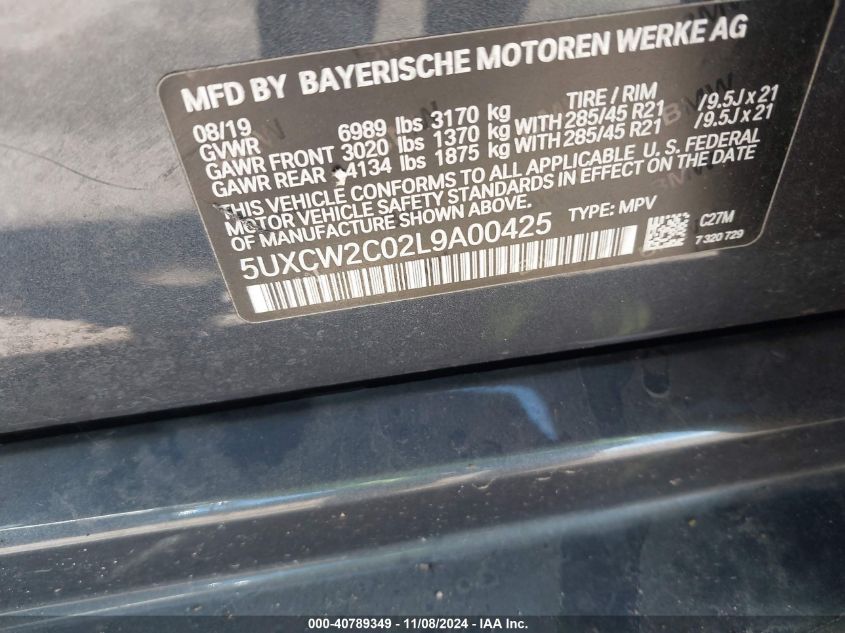 MFD BY BAYERISCHE MOTOREN WERKE AG
08/19 TIRE / RIM
GVWR 6989 lbs 3170 kg
GAWR FRONT 3020 lbs 1370 kg WITH 285/45 R21 /9.5J x 21
GAWR REAR 4134 lbs 1875 kg WITH 285/45 R21 /9.5J x 21
THIS VEHICLE CONFORMS TO ALL APPLICABLE U.S. FEDERAL
MOTOR VEHICLE SAFETY STANDARDS IN EFFECT ON THE DATE
OF MANUFACTURE SHOWN ABOVE.
5UXCW2C02L9A00425 TYPE: MPV
C27M
7 320 729
000-40789349 | 11/08/2024 - IAA Inc.